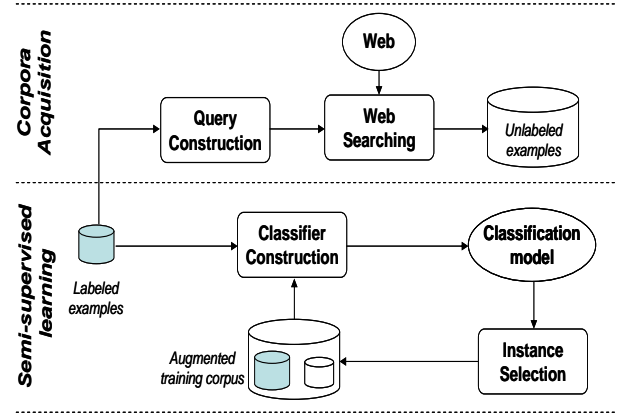 Corpora
Acquisition
Web
Query
Construction
Web
Searching
Unlabeled
examples
Semi-supervised
learning
Labeled
examples
Classifier
Construction
Classification
model
Augmented
training corpus
Instance
Selection